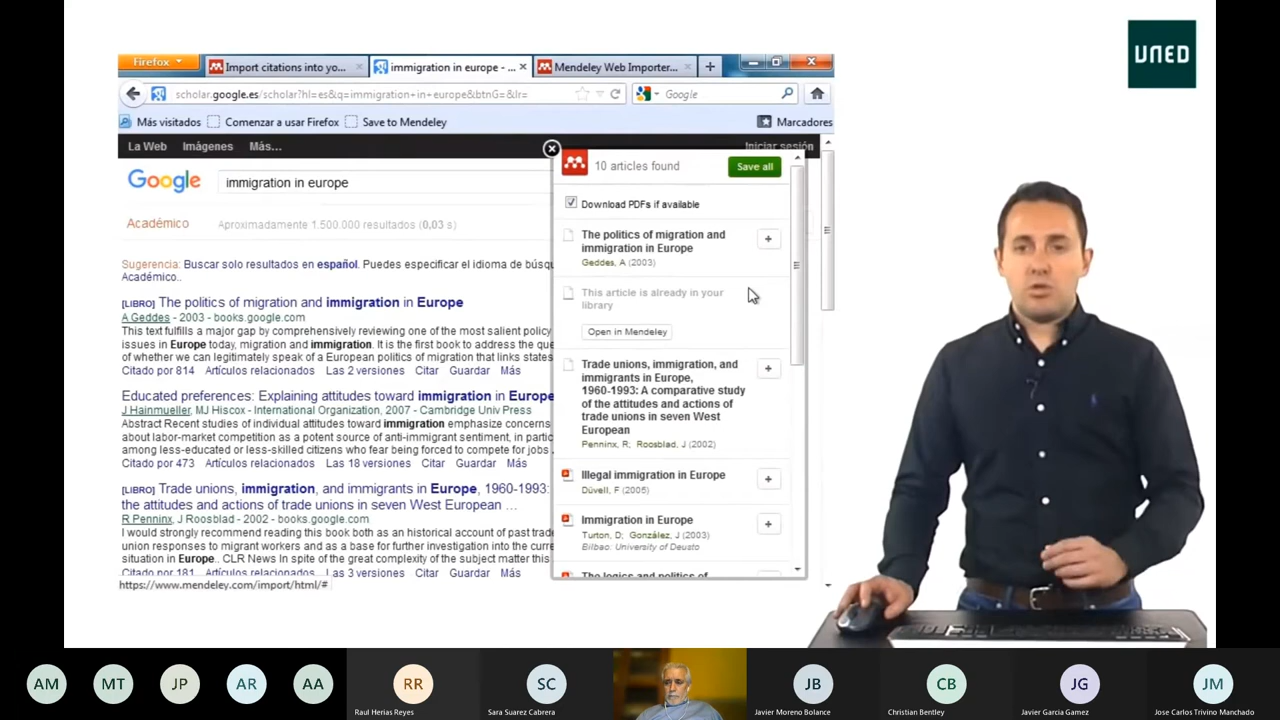 UNED
Firefox
Import citations into yo...
immigration in europe - ...
Mendeley Web Importer...
scholar.google.es/scholar?hl=es&q=immigration+in+europe&btnG=&lr=
Google
Más visitados
Comenzar a usar Firefox
Save to Mendeley
Marcadores
La Web Imágenes Más...
Iniciar sesión
Google
immigration in europe
Académico
Aproximadamente 1.500.000 resultados (0,03 s)
Sugerencia: Buscar solo resultados en español. Puedes especificar el idioma de búsqu
Académico..
[LIBRO] The politics of migration and immigration in Europe
A Geddes - 2003 - books.google.com
This text fulfills a major gap by comprehensively reviewing one of the most salient policy
issues in Europe today, migration and immigration. It is the first book to address the que
of whether we can legitimately speak of a European politics of migration that links states
Citado por 814 Artículos relacionados Las 2 versiones Citar Guardar Más
Educated preferences: Explaining attitudes toward immigration in Europe
J Hainmueller, MJ Hiscox - International Organization, 2007 - Cambridge Univ Press
Abstract Recent studies of individual attitudes toward immigration emphasize concerns
about labor-market competition as a potent source of anti-immigrant sentiment, in partic
among less-educated or less-skilled citizens who fear being forced to compete for jobs .
Citado por 473 Artículos relacionados Las 18 versiones Citar Guardar Más
[LIBRO] Trade unions, immigration, and immigrants in Europe, 1960-1993:
the attitudes and actions of trade unions in seven West European ...
R Penninx, J Roosblad - 2002 - books.google.com
I would strongly recommend reading this book both as an historical account of past trade
union responses to migrant workers and as a base for further investigation into the curre
situation in Europe.. CLR News In spite of the great complexity of the subject matter this
Citado por 181 Artículos relacionados Las 3 versiones Citar Guardar Más
https://www.mendeley.com/import/html/#
10 articles found
Save all
Download PDFs if available
The politics of migration and
immigration in Europe
Geddes, A (2003)
This article is already in your
library
Open in Mendeley
Trade unions, immigration, and
immigrants in Europe,
1960-1993: A comparative study
of the attitudes and actions of
trade unions in seven West
European
Penninx, R; Roosblad, J (2002)
Illegal immigration in Europe
Düvell, F (2005)
Immigration in Europe
Turton, D; González, J (2003)
Bilbao: University of Deusto
The logics and politics of
AM
MT
JP
AR
AA
RR
Raul Herias Reyes
SC
Sara Suarez Cabrera
JB
Javier Moreno Bolance
CB
Christian Bentley
JG
Javier Garcia Gamez
JM
Jose Carlos Trivino Manchado